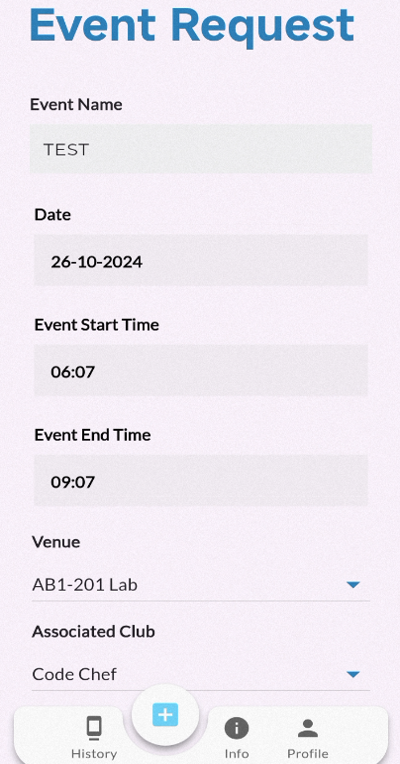 Event Request
Event Name
TEST
Date
26-10-2024
Event Start Time
06:07
Event End Time
09:07
Venue
AB1-201 Lab
Associated Club
Code Chef
History
Info
Profile